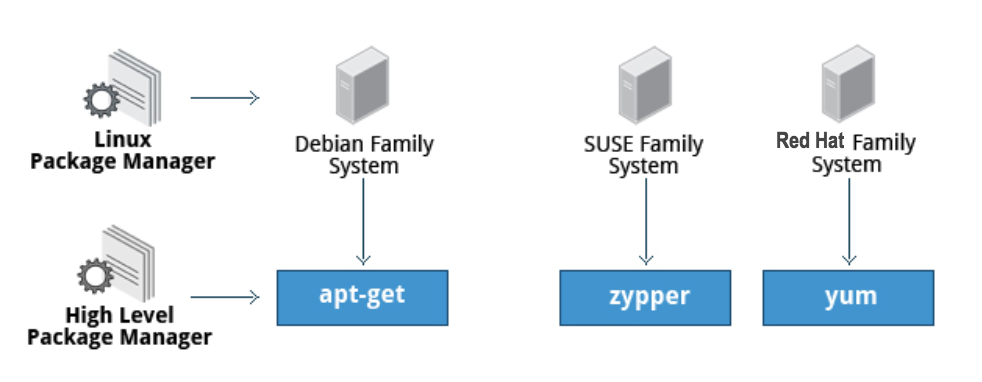 Linux
Package Manager
Debian Family
System
SUSE Family
System
Red Hat Family
System
High Level
Package Manager
apt-get
zypper
yum